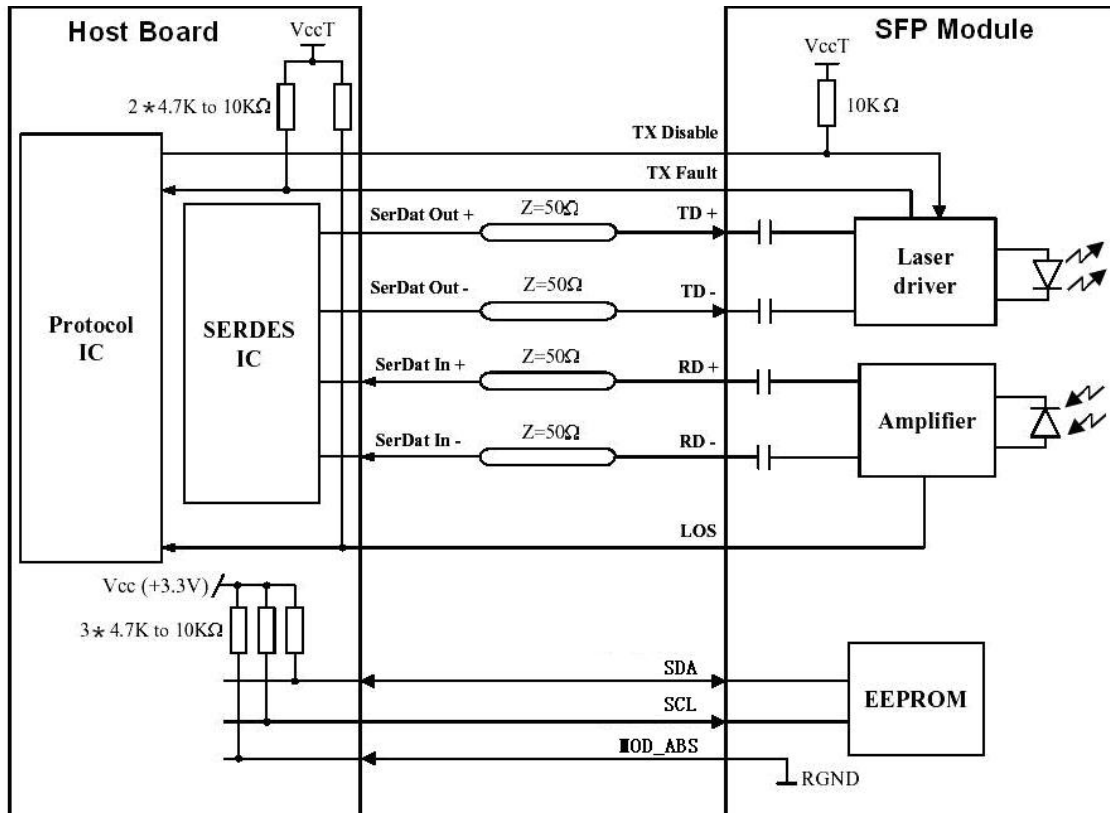 Host Board
SFP Module
VccT
VccT
2*4.7K to 10KΩ
10KΩ
TX Disable
TX Fault
SerDat Out +
Z=50Ω
TD +
SerDat Out -
Z=50Ω
TD -
Laser
driver
Protocol
IC
SERDES
IC
SerDat In +
Z=50Ω
RD +
SerDat In -
Z=50Ω
RD -
Amplifier
LOS
Vcc (+3.3V)
3* 4.7K to 10KΩ
SDA
SCL
MOD_ABS
EEPROM
RGND